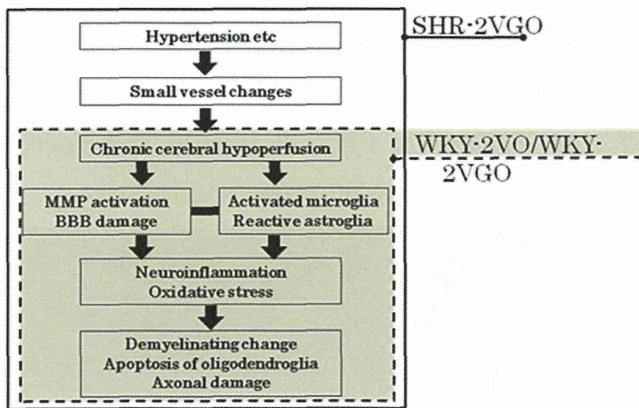 Hypertension etc
SHR-2VGO
Small vessel changes
Chronic cerebral hypoperfusion
WKY-2VO/WKY-
2VGO
MMP activation
BBB damage
Activated microglia
Reactive astroglia
Neuroinflammation
Oxidative stress
Demyelinating change
Apoptosis of oligodendroglia
Axonal damage